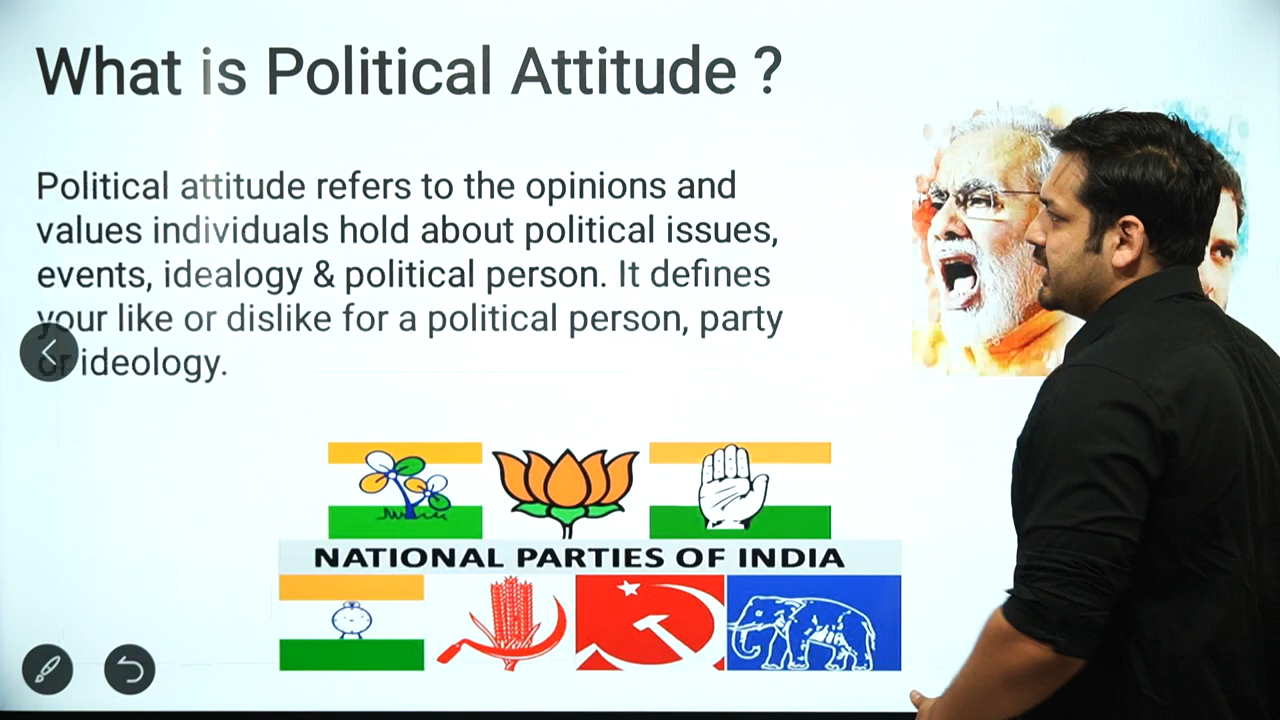 What is Political Attitude ?
Political attitude refers to the opinions and
values individuals hold about political issues,
events, idealogy & political person. It defines
your like or dislike for a political person, party
or ideology.
NATIONAL PARTIES OF INDIA